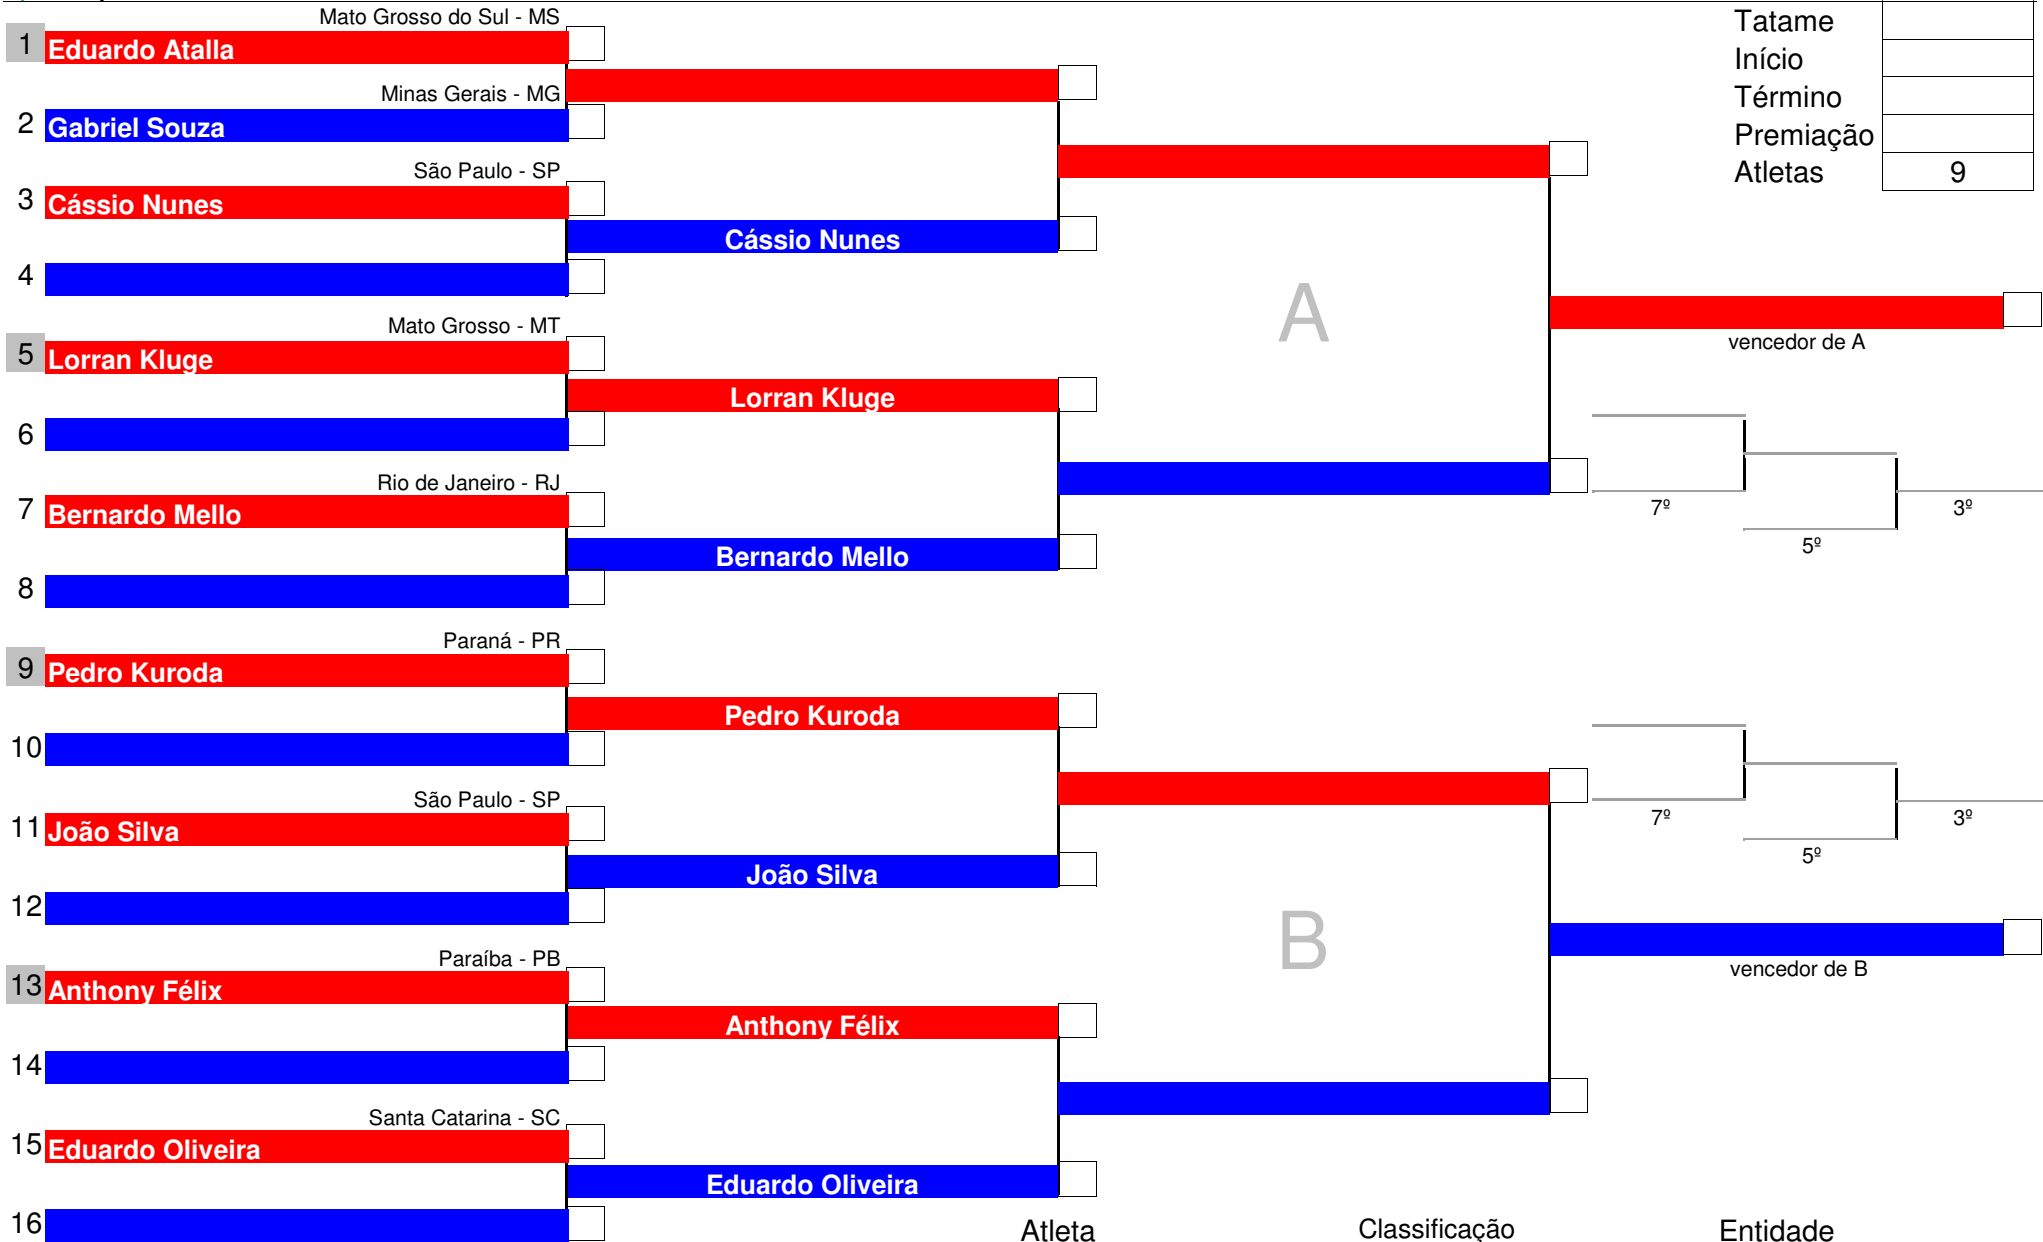 Mato Grosso do Sul - MS
1 Eduardo Atalla
Minas Gerais - MG
2 Gabriel Souza
São Paulo - SP
3 Cássio Nunes
Cássio Nunes
4
Mato Grosso - MT
5 Lorran Kluge
Lorran Kluge
6
Rio de Janeiro - RJ
7 Bernardo Mello
Bernardo Mello
8
Paraná - PR
9 Pedro Kuroda
Pedro Kuroda
10
São Paulo - SP
11 João Silva
João Silva
12
Paraíba - PB
13 Anthony Félix
Anthony Félix
14
Santa Catarina - SC
15 Eduardo Oliveira
Eduardo Oliveira
16
A
B
Tatame
Início
Término
Premiação
Atletas 9
vencedor de A
7º
3º
5º
7º
3º
5º
vencedor de B
Atleta Classificação Entidade